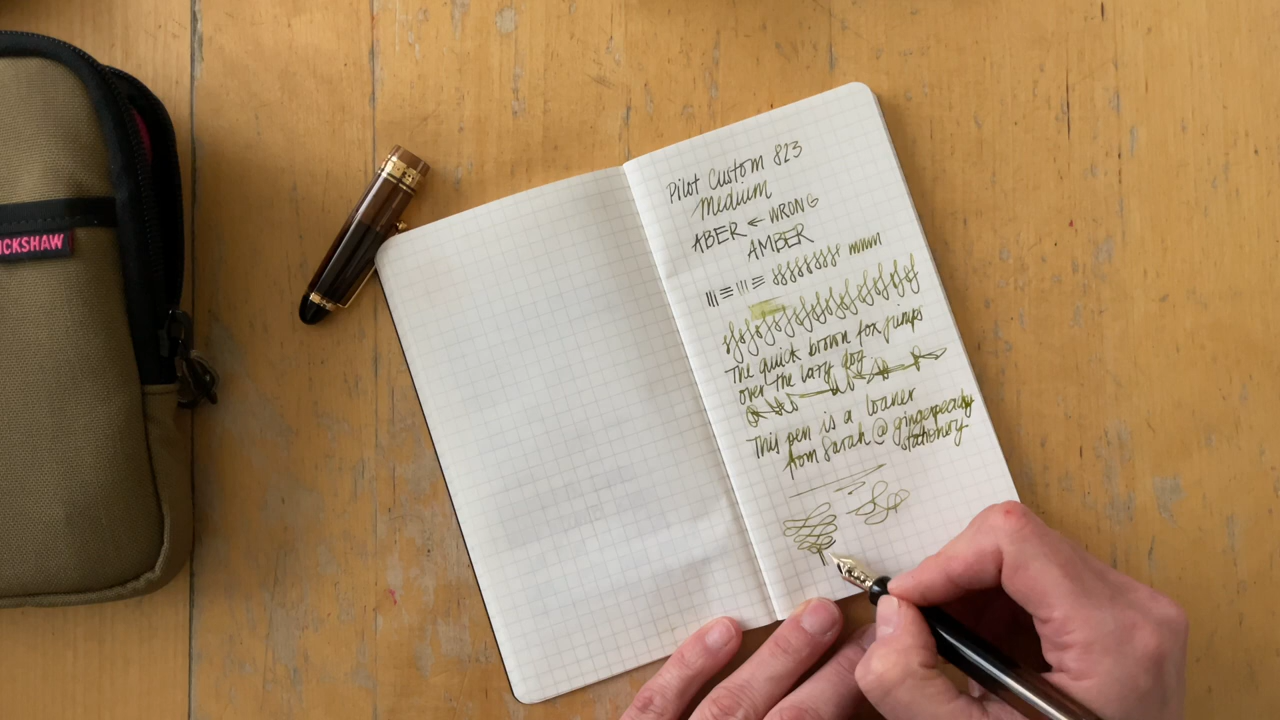 ICKSHAW
Pilot Custom 823
Medium
ABER ← WRONG
AMBER
mmm
The quick brown fox jumps
over the lazy dog
This pen is a loaner
from Sarah @ gingerpeachy
stationery